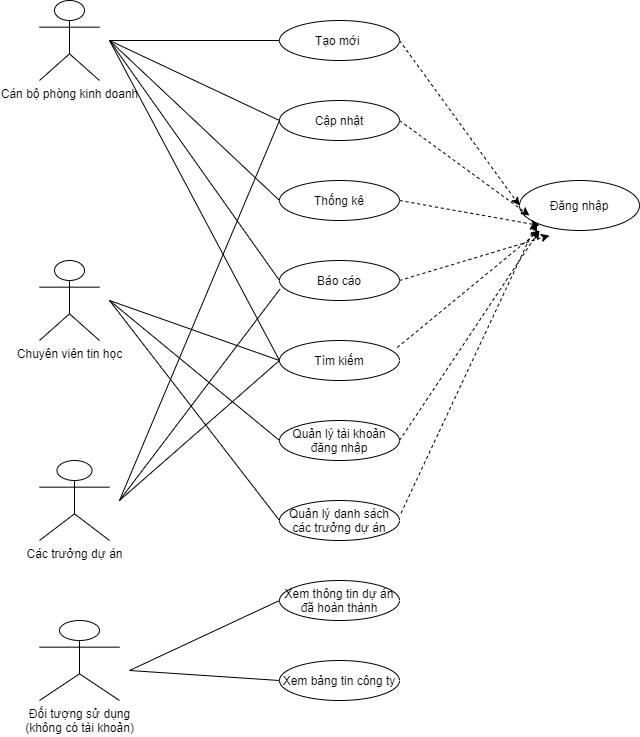 Cán bộ phòng kinh doanh
Tạo mới
Cập nhật
Thống kê
Đăng nhập
Báo cáo
Chuyên viên tin học
Tìm kiếm
Quản lý tài khoản
đăng nhập
Quản lý danh sách
các trưởng dự án
Các trưởng dự án
Xem thông tin dự án
đã hoàn thành
Xem bảng tin công ty
Đối tượng sử dụng
(không có tài khoản)